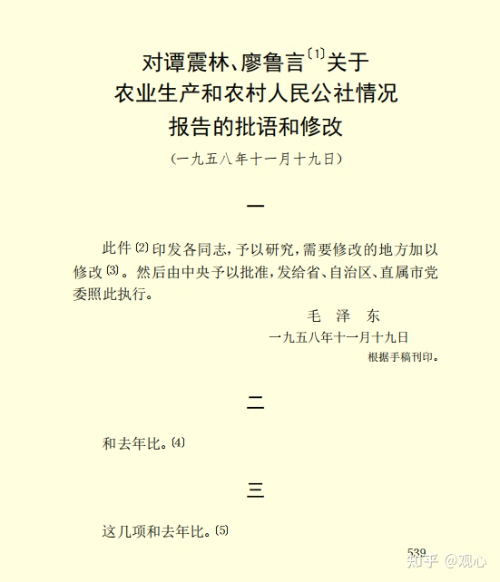 对谭震林、廖鲁言〔1〕关于
农业生产和农村人民公社情况
报告的批语和修改
(一九五八年十一月十九日)
一
此件〔2〕印发各同志,予以研究,需要修改的地方加以
修改〔3〕。然后由中央予以批准,发给省、自治区、直属市党
委照此执行。
毛 泽 东
一九五八年十一月十九日
根据手稿刊印。
二
和去年比。〔4〕
三
这几项和去年比。〔5〕
539
知乎 @观心